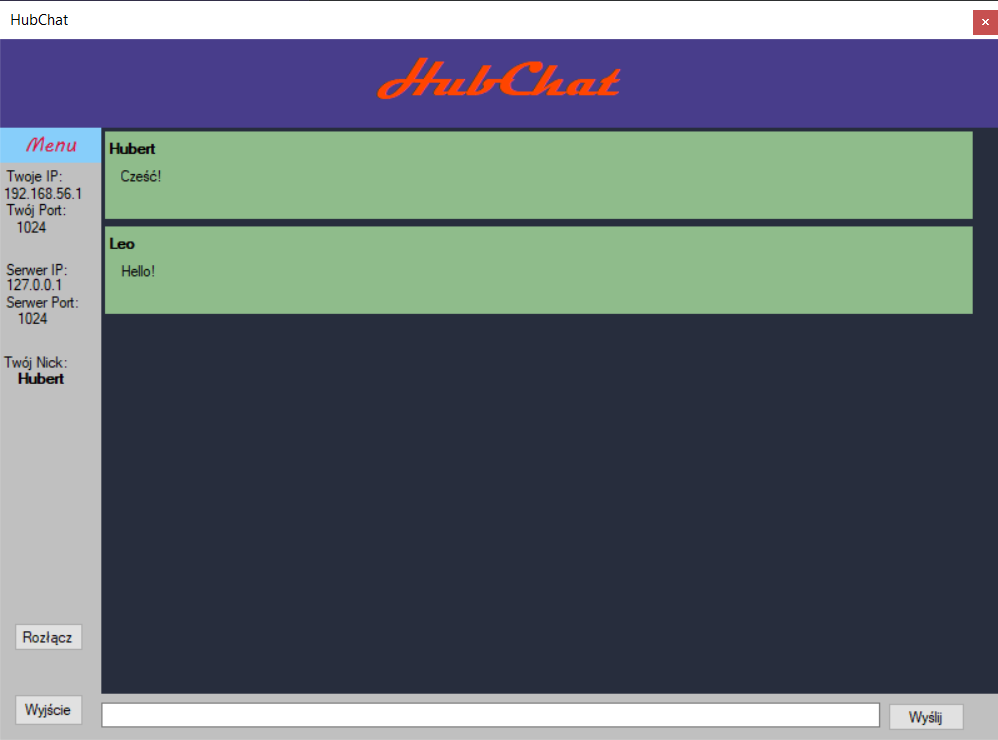 HubChat
HubChat
Menu
Twoje IP:
192.168.56.1
Twój Port:
1024
Serwer IP:
127.0.0.1
Serwer Port:
1024
Twój Nick:
Hubert
Rozłącz
Wyjście
Hubert
Cześć!
Leo
Hello!
Wyślij